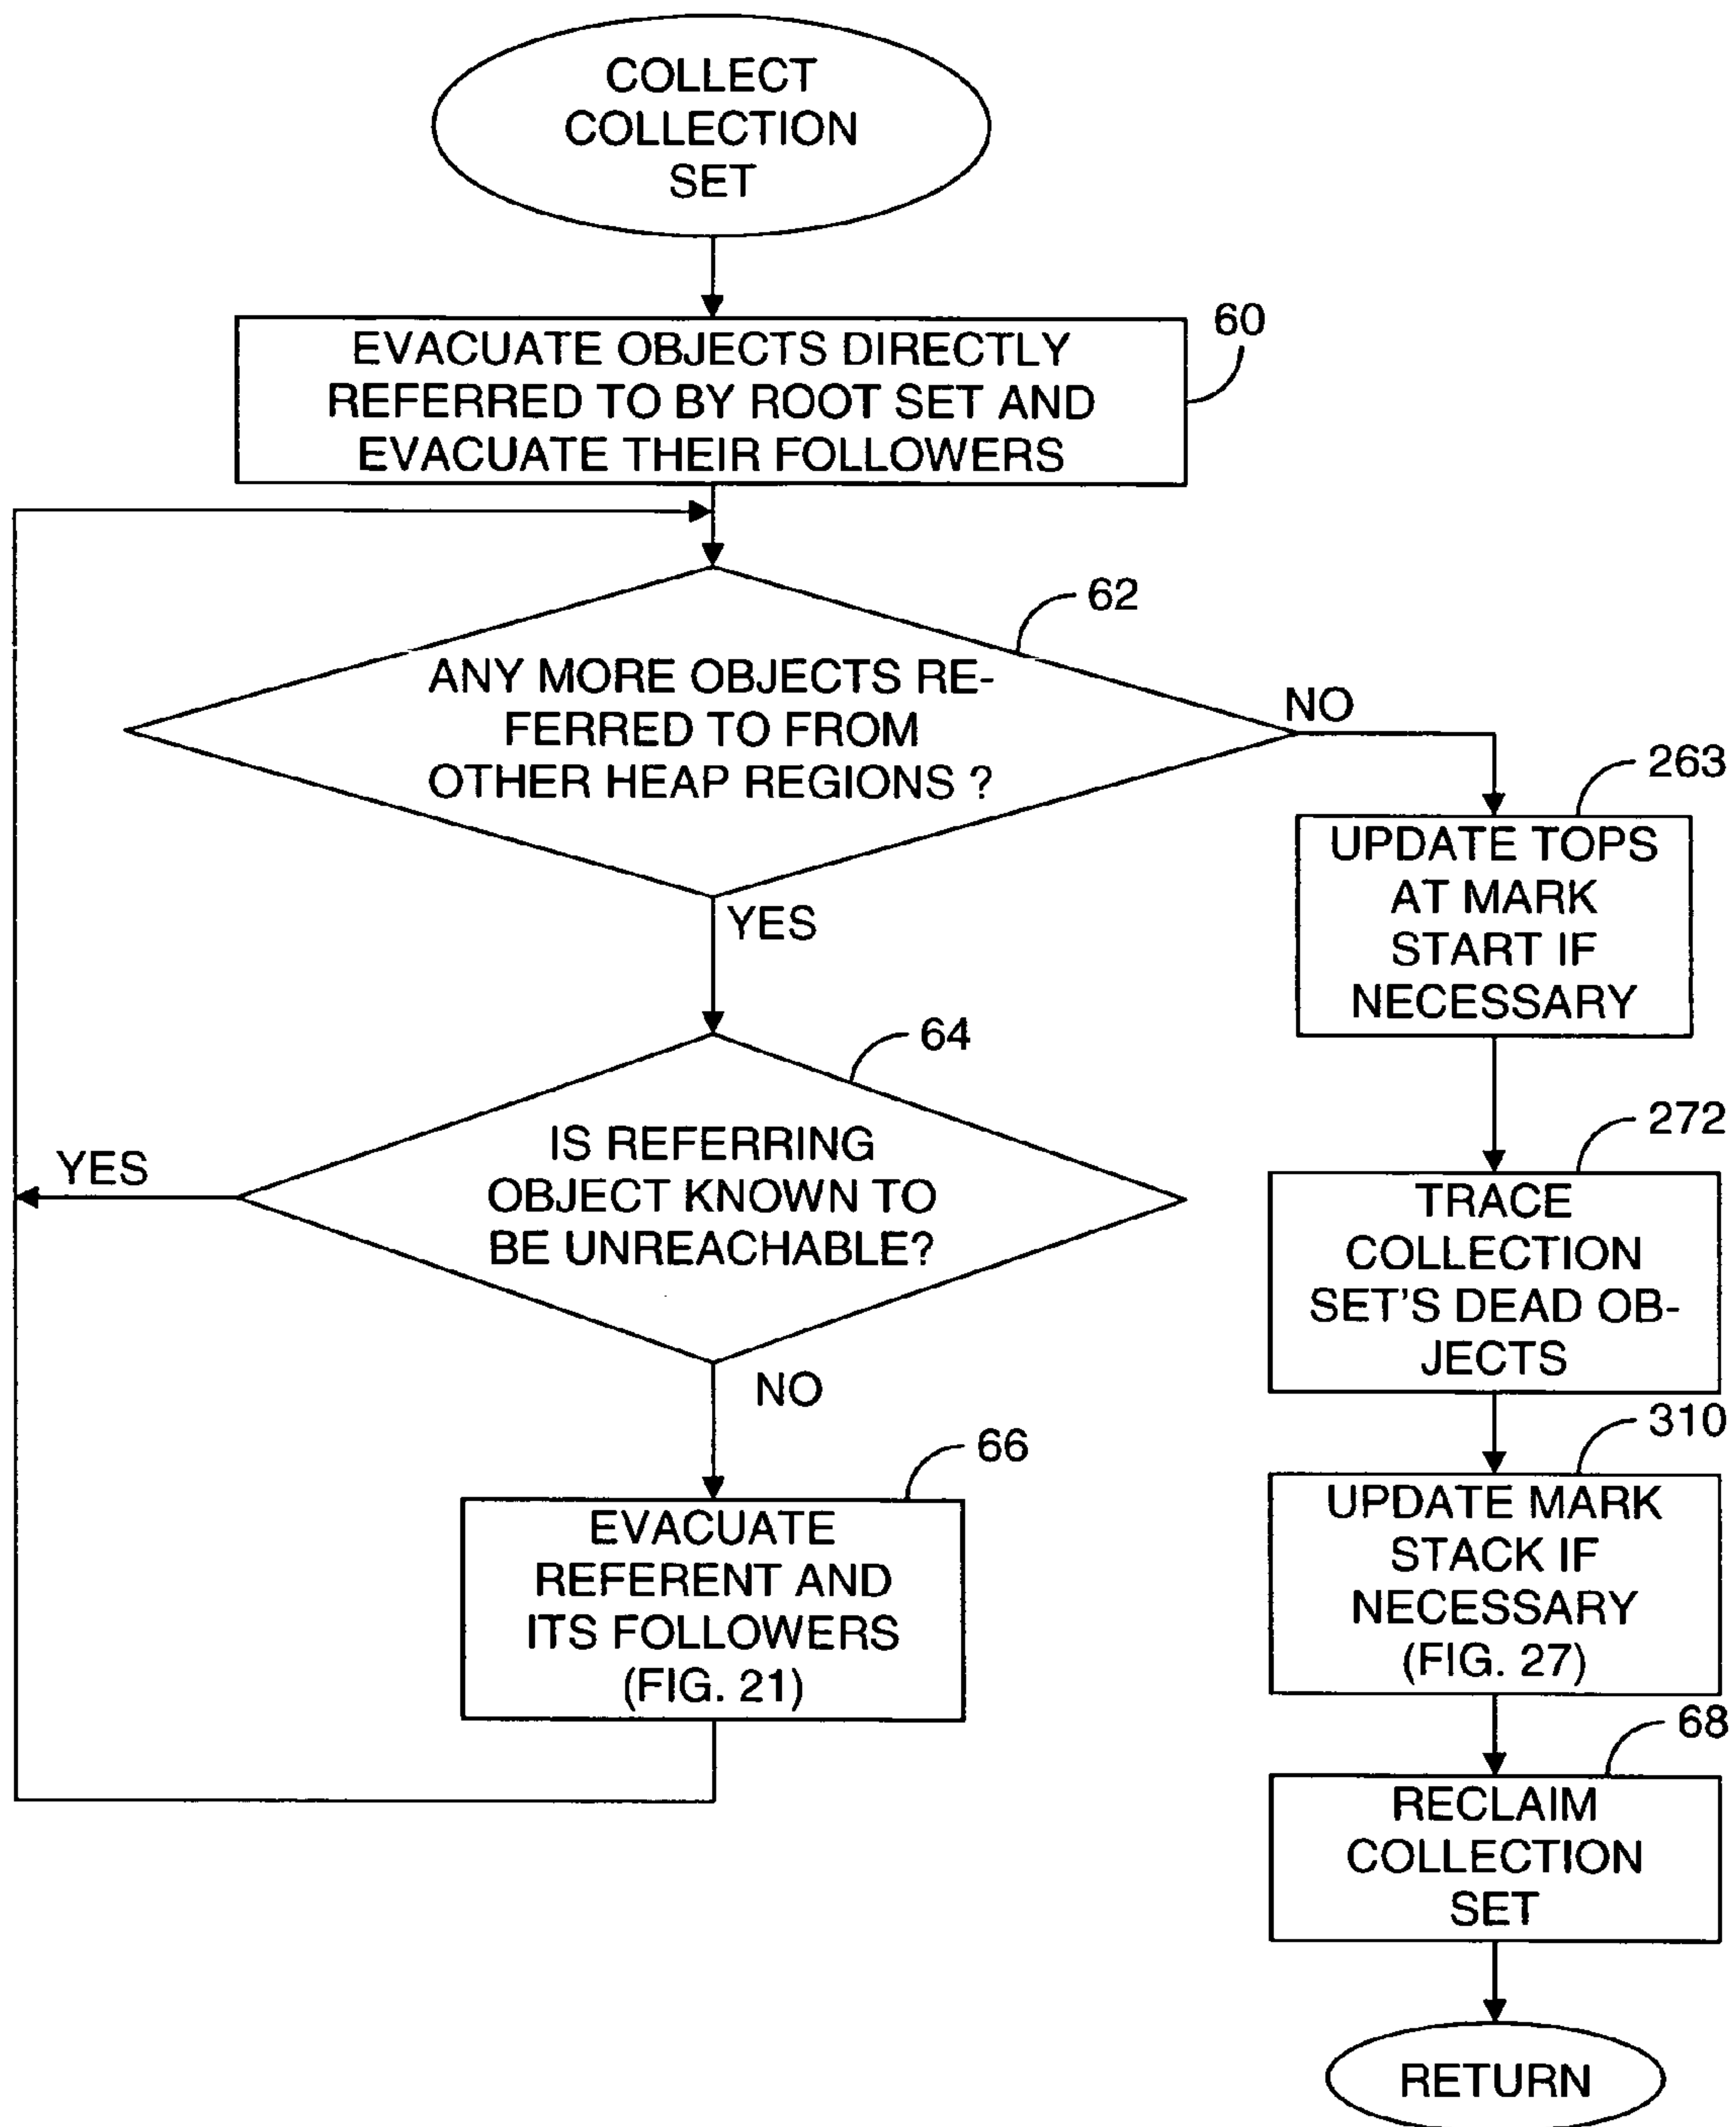 COLLECT
COLLECTION
SET
EVACUATE OBJECTS DIRECTLY
REFERRED TO BY ROOT SET AND
EVACUATE THEIR FOLLOWERS
60
62
ANY MORE OBJECTS RE-
FERRED TO FROM
OTHER HEAP REGIONS ?
NO
YES
64
IS REFERRING
OBJECT KNOWN TO
BE UNREACHABLE?
YES
NO
66
EVACUATE
REFERENT AND
ITS FOLLOWERS
(FIG. 21)
263
UPDATE TOPS
AT MARK
START IF
NECESSARY
272
TRACE
COLLECTION
SET'S DEAD OB-
JECTS
310
UPDATE MARK
STACK IF
NECESSARY
(FIG. 27)
68
RECLAIM
COLLECTION
SET
RETURN